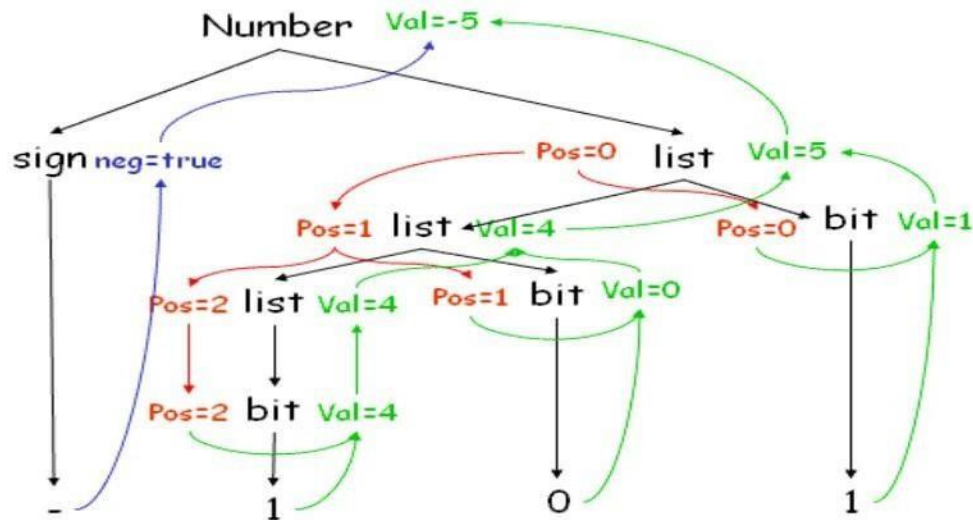 Number Val=-5
sign neg=true Pos=0 list Val=5
Pos=1 list Val=4 Pos=0 bit Val=1
Pos=2 list Val=4 Pos=1 bit Val=0
Pos=2 bit Val=4
- 1 0 1